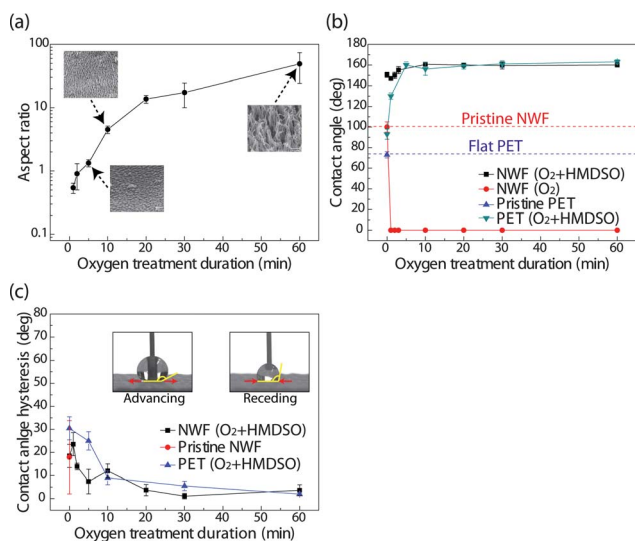 (a)
100
10
1
0.1
Aspect ratio
0 10 20 30 40 50 60
Oxygen treatment duration (min)
(b)
200
180
160
140
120
100
80
60
40
20
0
Contact angle (deg)
Pristine NWF
Flat PET
NWF (O₂+HMDSO)
NWF (O₂)
Pristine PET
PET (O₂+HMDSO)
0 10 20 30 40 50 60
Oxygen treatment duration (min)
(c)
80
70
60
50
40
30
20
10
0
Contact anlge hysteresis (deg)
Advancing
Receding
NWF (O₂+HMDSO)
Pristine NWF
PET (O₂+HMDSO)
0 10 20 30 40 50 60
Oxygen treatment duration (min)